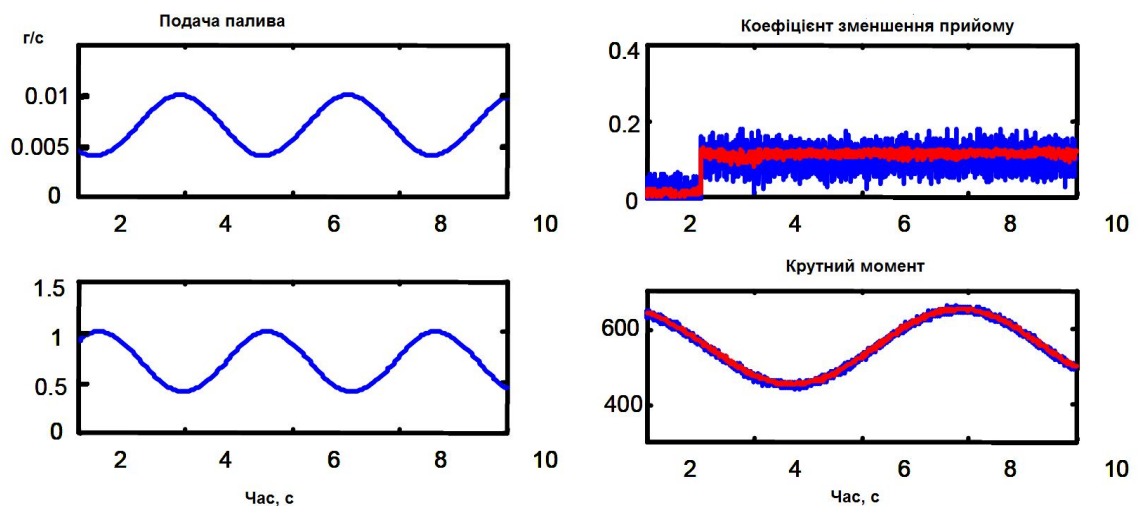 Подача палива
г/с
0.01
0.005
0
2 4 6 8 10
Коефіцієнт зменшення прийому
0.4
0.2
0
2 4 6 8 10
1.5
1
0.5
0
2 4 6 8 10
Час, с
Крутний момент
600
400
2 4 6 8 10
Час, с